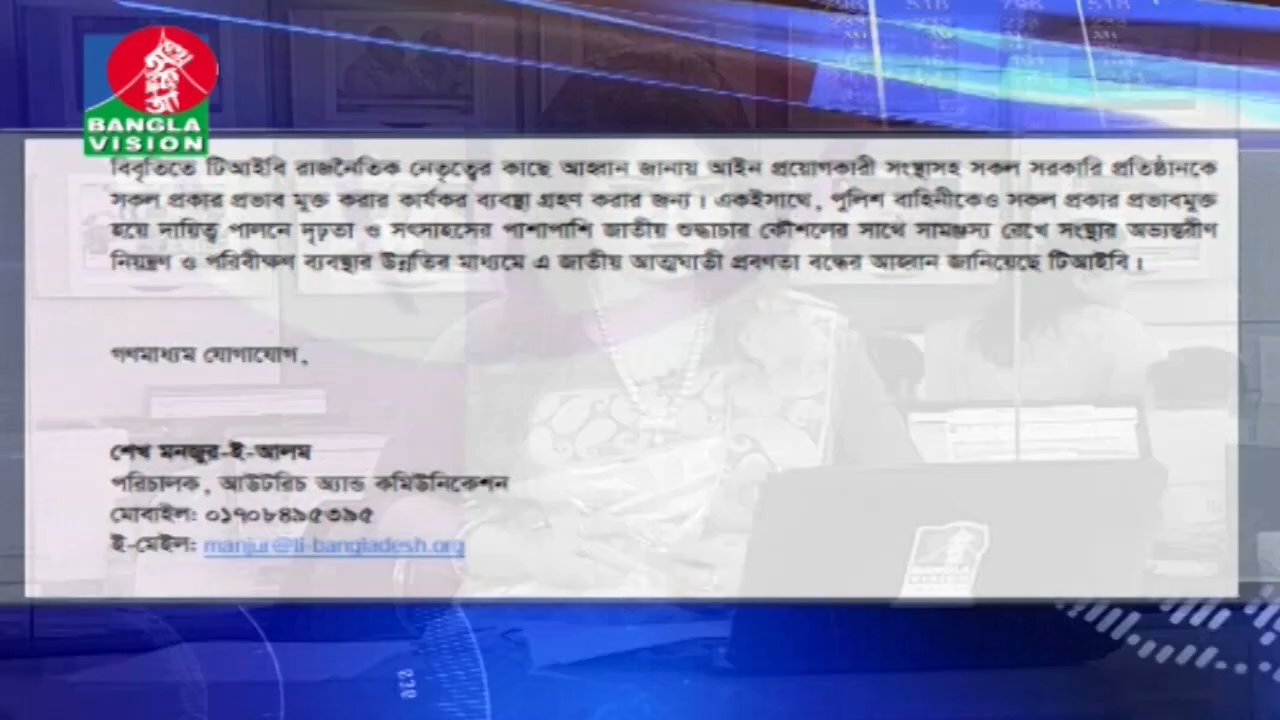 BANGLA
VISION
বিবৃতিতে টিআইবি রাজনৈতিক নেতৃত্বের কাছে আহ্বান জানায় আইন প্রয়োগকারী সংস্থাসহ সকল সরকারি প্রতিষ্ঠানকে
সকল প্রকার প্রভাব মুক্ত করার কার্যকর ব্যবস্থা গ্রহণ করার জন্য। একইসাথে, পুলিশ বাহিনীকেও সকল প্রকার প্রভাবমুক্ত
হয়ে দায়িত্ব পালনে দৃঢ়তা ও সৎসাহসের পাশাপাশি জাতীয় শুদ্ধাচার কৌশলের সাথে সামঞ্জস্য রেখে সংস্থার অভ্যন্তরীণ
নিয়ন্ত্রণ ও পরিবীক্ষণ ব্যবস্থার উন্নতির মাধ্যমে এ জাতীয় আত্মঘাতী প্রবণতা বন্ধের আহ্বান জানিয়েছে টিআইবি।
গণমাধ্যম যোগাযোগ,
শেখ মনজুর-ই-আলম
পরিচালক, আউটরিচ অ্যান্ড কমিউনিকেশন
মোবাইল: ০১৭০৮৪৯৫৩৯৫
ই-মেইল: manjur@ti-bangladesh.org